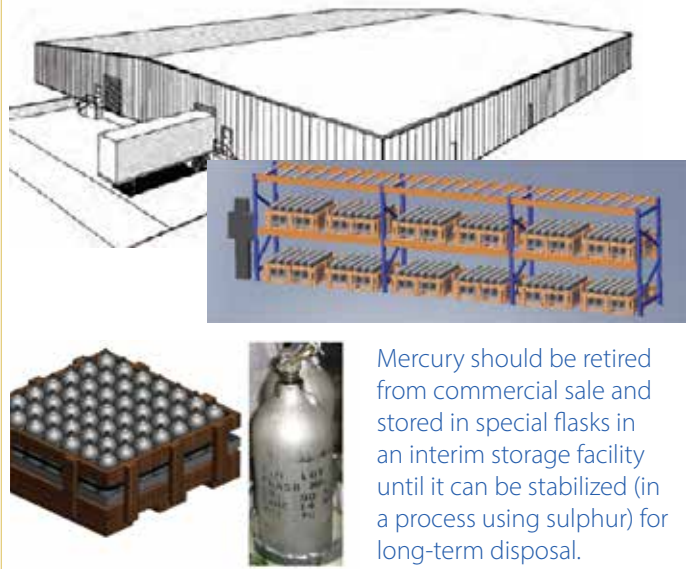 Mercury should be retired
from commercial sale and
stored in special flasks in
an interim storage facility
until it can be stabilized (in
a process using sulphur) for
long-term disposal.